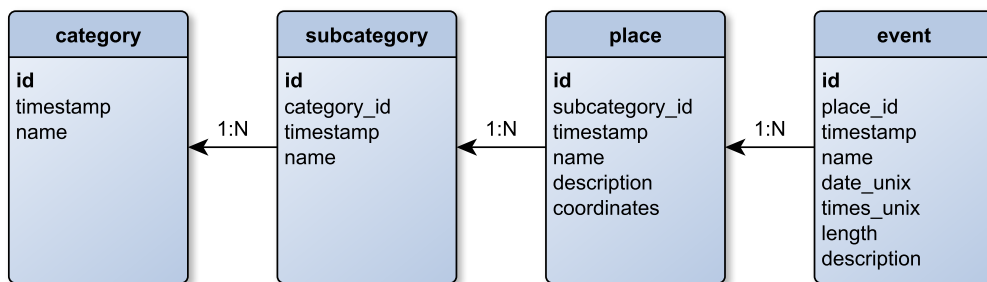 category
id
timestamp
name
1:N
subcategory
id
category_id
timestamp
name
1:N
place
id
subcategory_id
timestamp
name
description
coordinates
1:N
event
id
place_id
timestamp
name
date_unix
times_unix
length
description